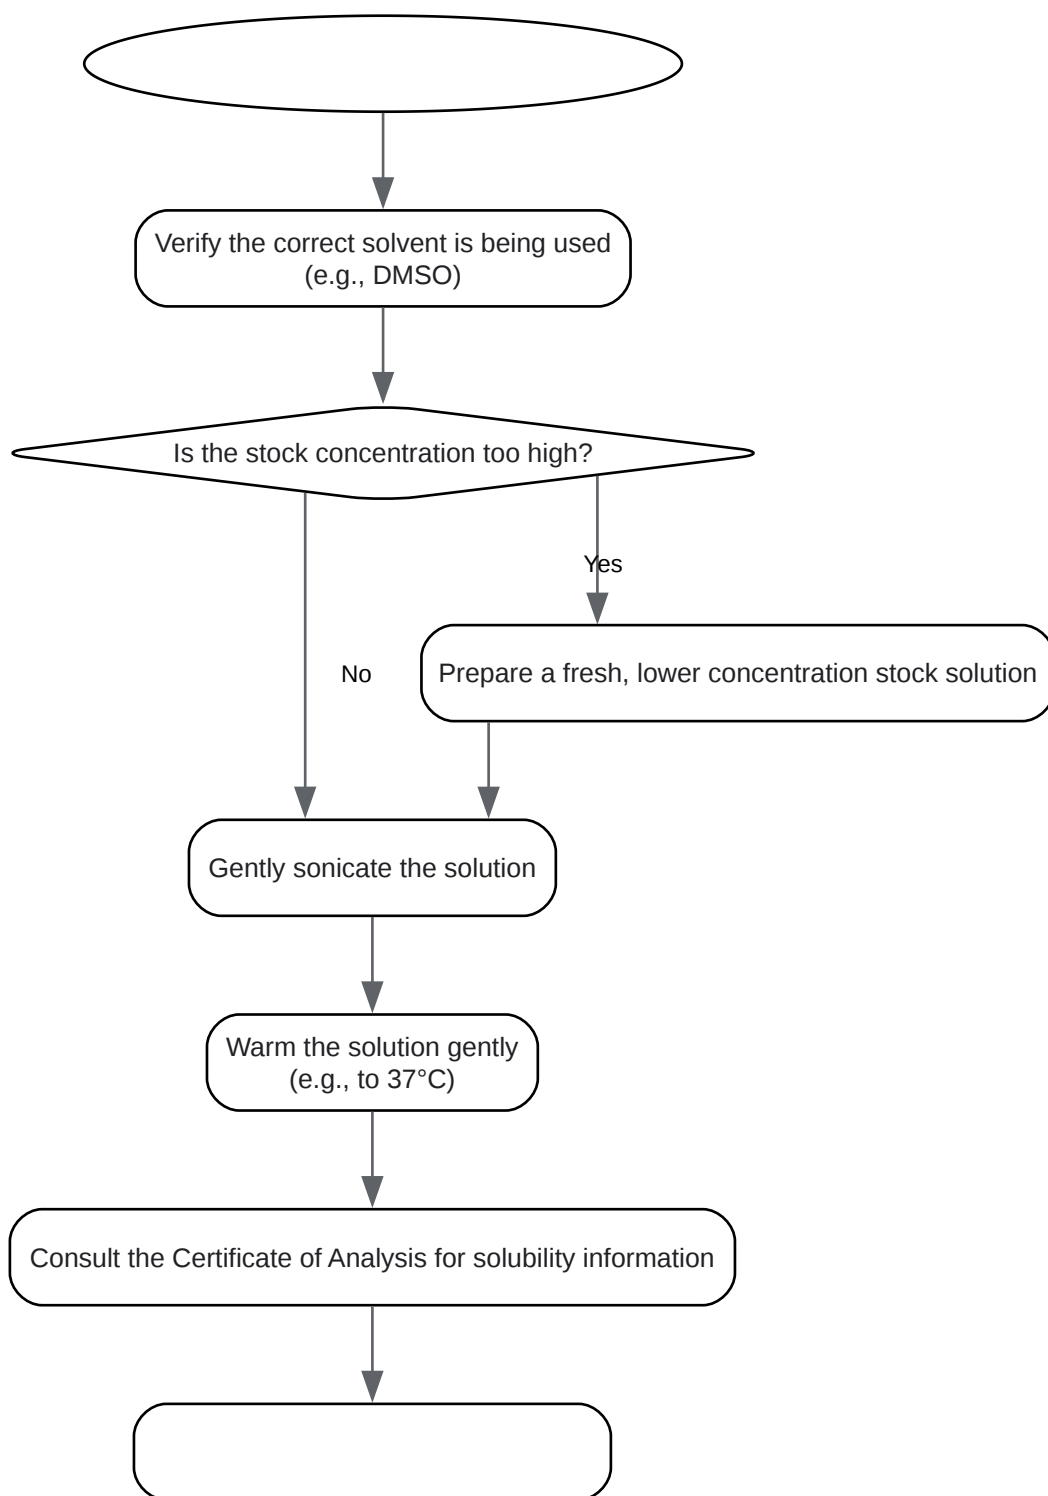 Verify the correct solvent is being used
(e.g., DMSO)
Is the stock concentration too high?
Yes
No
Prepare a fresh, lower concentration stock solution
Gently sonicate the solution
Warm the solution gently
(e.g., to 37°C)
Consult the Certificate of Analysis for solubility information